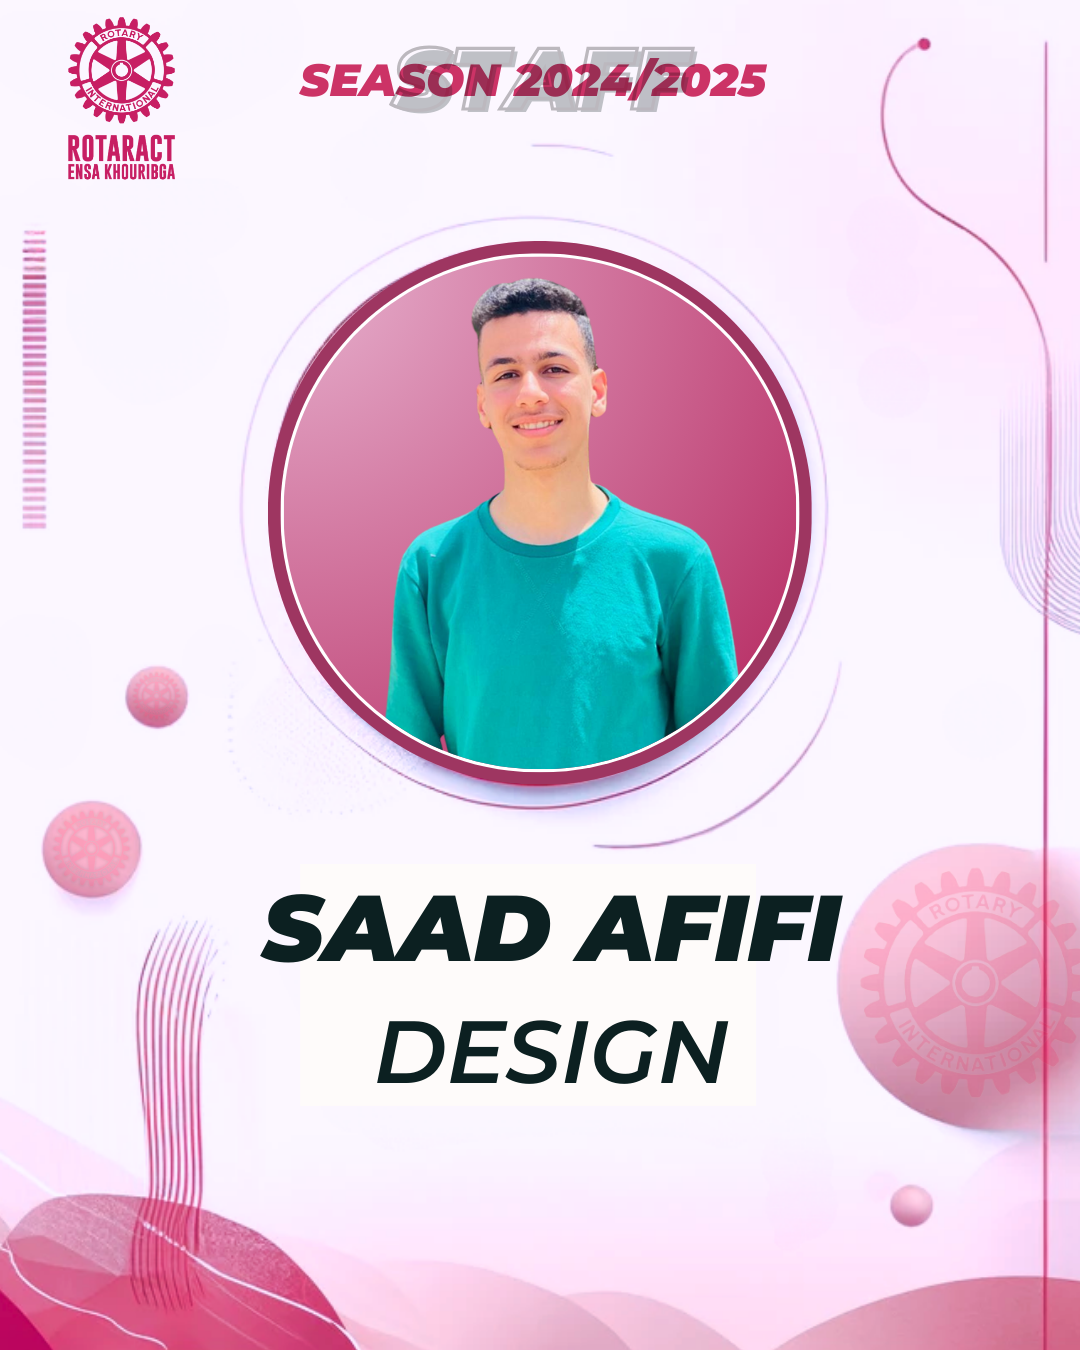 ROTARY
INTERNATIONAL
ROTARACT
ENSA KHOURIBGA
STAFF
SEASON 2024/2025
SAAD AFIFI
DESIGN
ROTARY
INTERNATIONAL